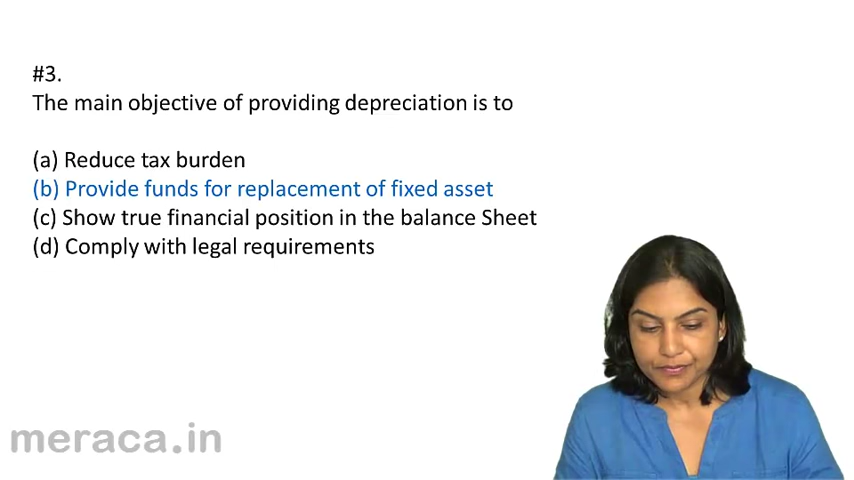 #3.
The main objective of providing depreciation is to
(a) Reduce tax burden
(b) Provide funds for replacement of fixed asset
(c) Show true financial position in the balance Sheet
(d) Comply with legal requirements
meraca.in